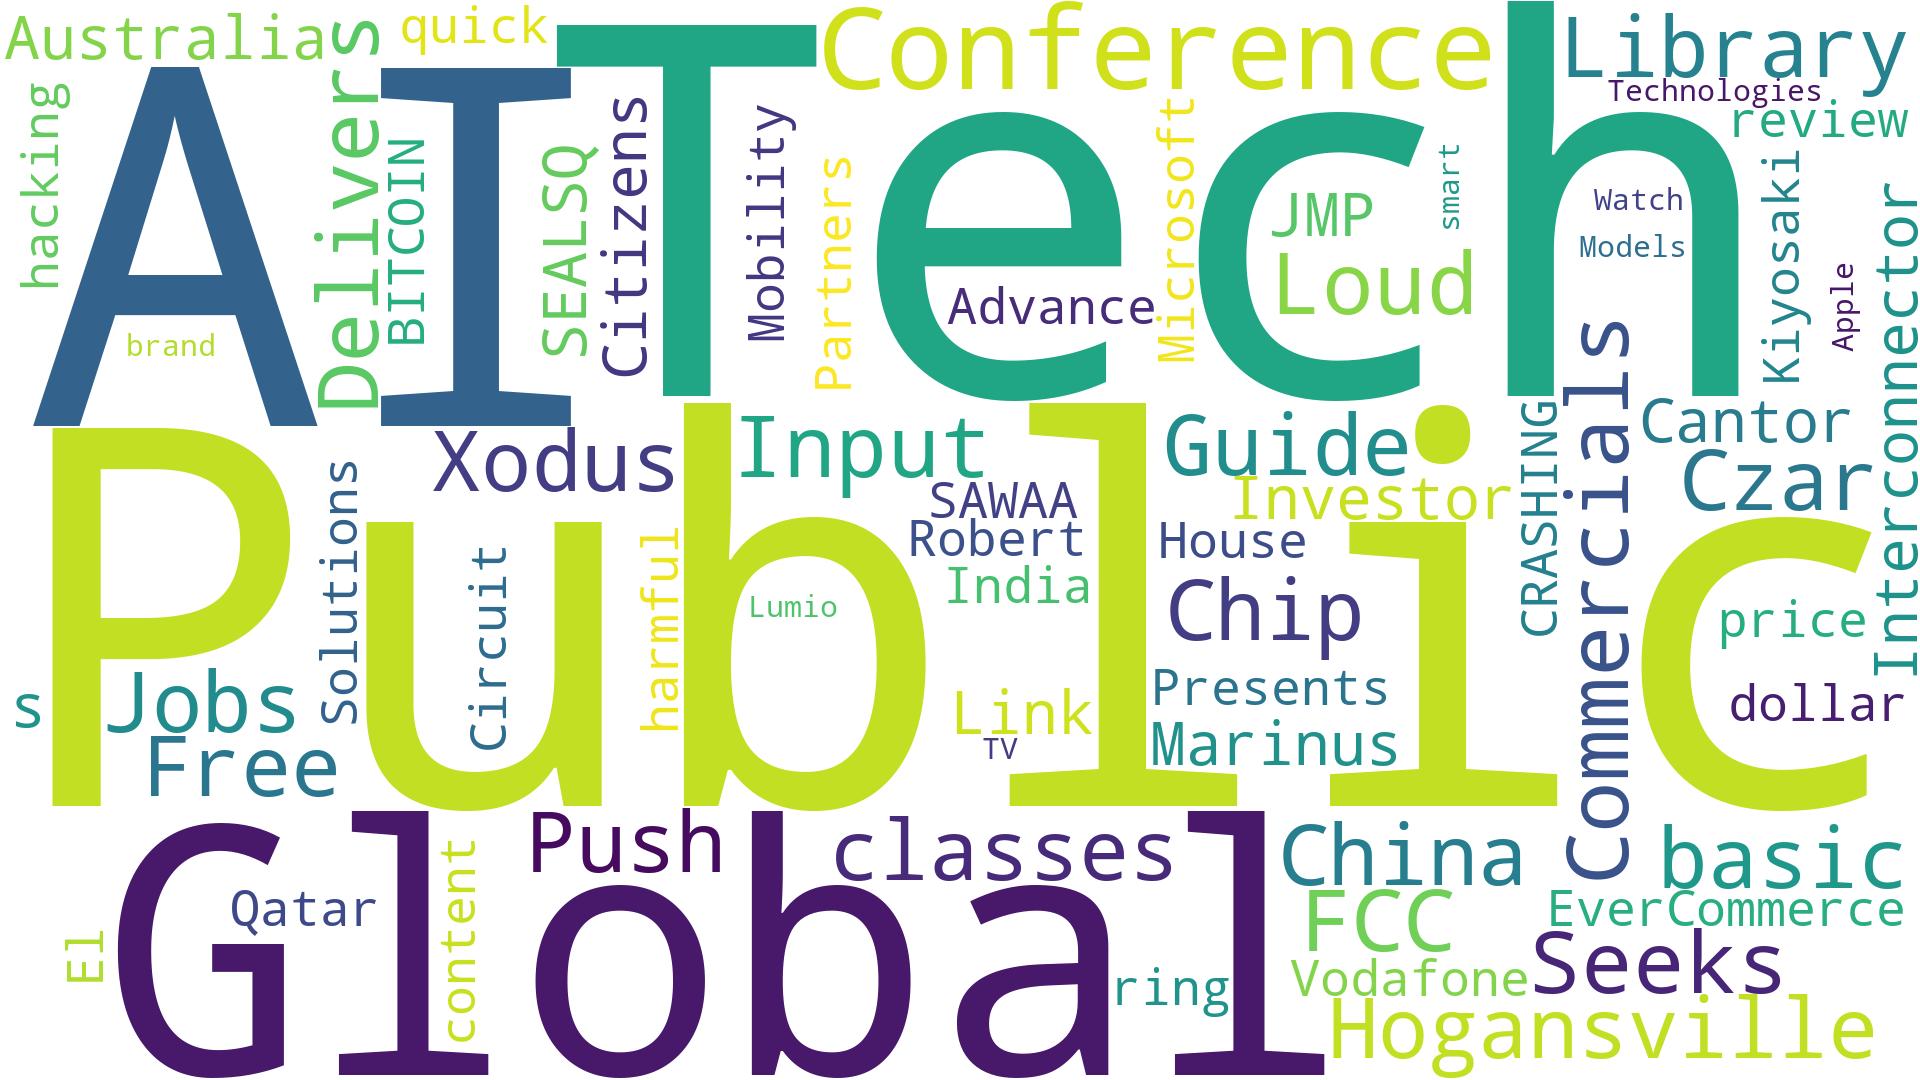 Australia
quick
Conference
Library
Technologies
review
hacking
AI
Delivers
BITCOIN
SEALSQ
Citizens
Tech
Mobility
Partners
Microsoft
JMP
smart
Watch
Models
Kiyosaki
Apple
Interconnector
brand
Advance
Loud
Commercials
Public
Xodus
Input
Guide
CRASHING
Cantor
Czar
Solutions
Circuit
harmful
SAWAA
Investor
Robert
House
India
Lumio
Chip
price
s
Jobs
Link
Presents
dollar
Free
TV
Marinus
Global
Push
classes
China
basic
Qatar
content
FCC
EverCommerce
El
ring
Vodafone
Seeks
Hogansville